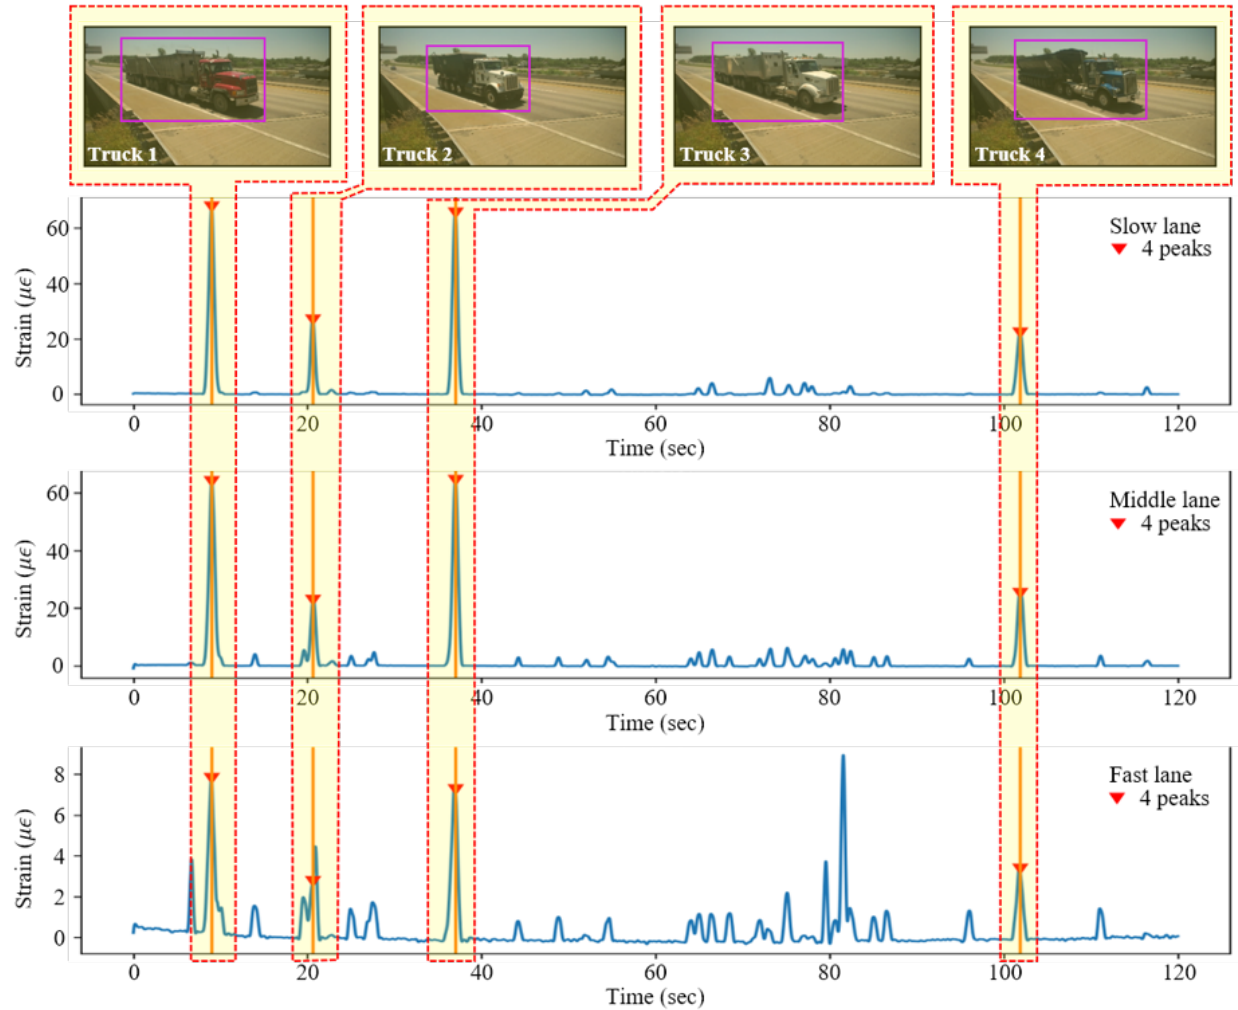 Truck 1
Truck 2
Truck 3
Truck 4
Strain (με)
60
40
20
0
Slow lane
4 peaks
0 20 40 60 80 100 120
Time (sec)
Strain (με)
60
40
20
0
Middle lane
4 peaks
0 20 40 60 80 100 120
Time (sec)
Strain (με)
8
6
4
2
0
Fast lane
4 peaks
0 20 40 60 80 100 120
Time (sec)